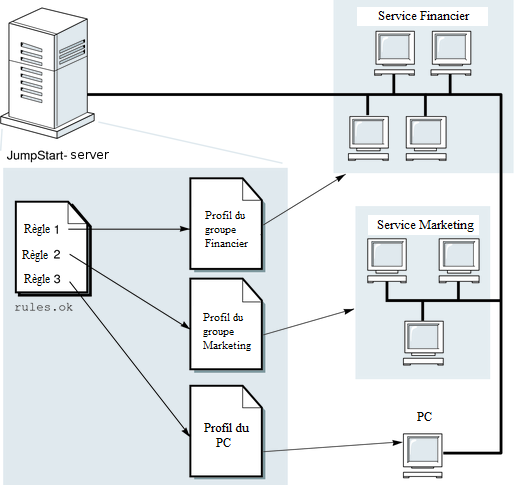 Service Financier
JumpStart- server
Règle 1
Règle 2
Règle 3
rules.ok
Profil du
groupe
Financier
Profil du
groupe
Marketing
Profil du
PC
Service Marketing
PC